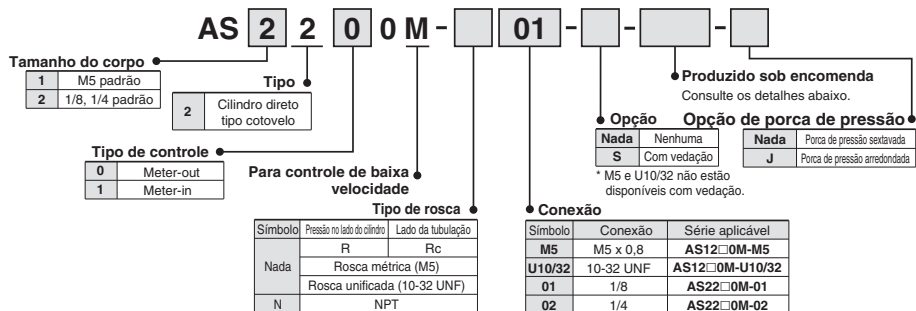 AS 2 2 0 0 M - □ 01 - □ - □ - □
Tamanho do corpo
1 M5 padrão
2 1/8, 1/4 padrão
Tipo
2 Cilindro direto
tipo cotovelo
Tipo de controle
0 Meter-out
1 Meter-in
Para controle de baixa
velocidade
Tipo de rosca
Símbolo Pressão no lado do cilindro Lado da tubulação
Nada R Rc
Rosca métrica (M5)
Rosca unificada (10-32 UNF)
N NPT
Conexão
Símbolo Conexão Série aplicável
M5 M5 x 0,8 AS12□0M-M5
U10/32 10-32 UNF AS12□0M-U10/32
01 1/8 AS22□0M-01
02 1/4 AS22□0M-02
Opção
Nada Nenhuma
S Com vedação
* M5 e U10/32 não estão
disponíveis com vedação.
Produzido sob encomenda
Consulte os detalhes abaixo.
Opção de porca de pressão
Nada Porca de pressão sextavada
J Porca de pressão arredondada